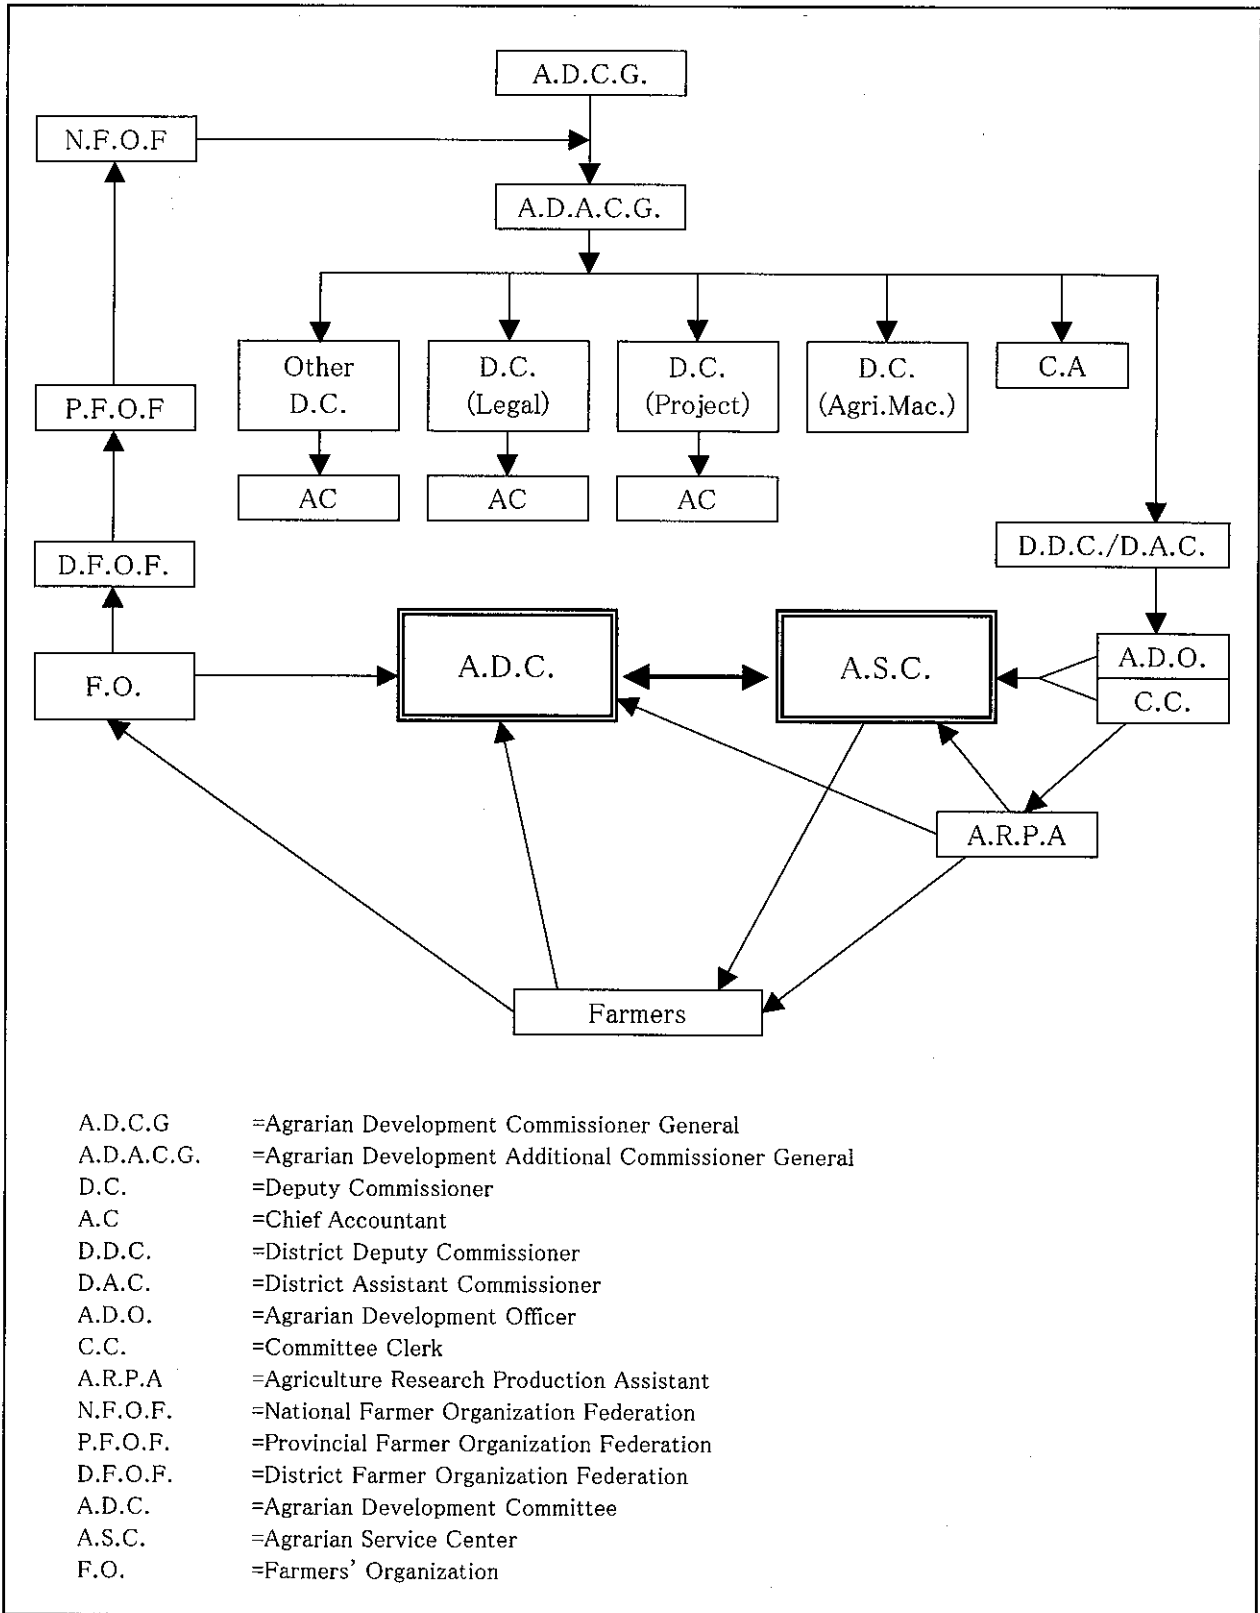 A.D.C.G.
N.F.O.F
A.D.A.C.G.
Other
D.C.
D.C.
(Legal)
D.C.
(Project)
D.C.
(Agri.Mac.)
C.A
P.F.O.F
AC
AC
AC
D.D.C./D.A.C.
D.F.O.F.
A.D.C.
A.S.C.
A.D.O.
C.C.
F.O.
A.R.P.A
Farmers
A.D.C.G =Agrarian Development Commissioner General
A.D.A.C.G. =Agrarian Development Additional Commissioner General
D.C. =Deputy Commissioner
A.C =Chief Accountant
D.D.C. =District Deputy Commissioner
D.A.C. =District Assistant Commissioner
A.D.O. =Agrarian Development Officer
C.C. =Committee Clerk
A.R.P.A =Agriculture Research Production Assistant
N.F.O.F. =National Farmer Organization Federation
P.F.O.F. =Provincial Farmer Organization Federation
D.F.O.F. =District Farmer Organization Federation
A.D.C. =Agrarian Development Committee
A.S.C. =Agrarian Service Center
F.O. =Farmers' Organization